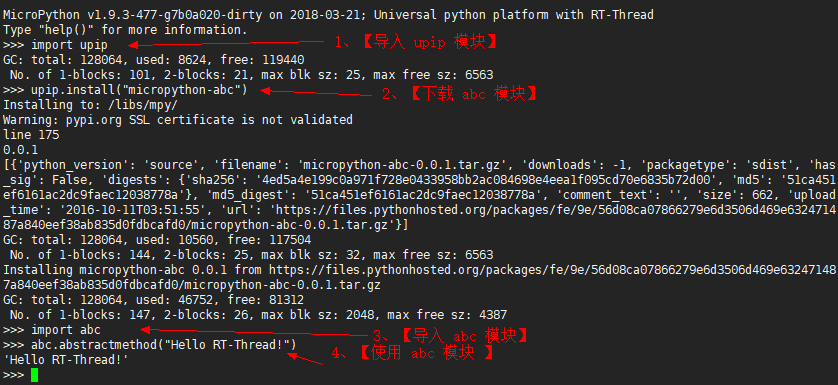 MicroPython v1.9.3-477-g7b0a020-dirty on 2018-03-21; Universal python platform with RT-Thread
Type "help()" for more information.
>>> import upip
1、【导入 upip 模块】
GC: total: 128064, used: 8624, free: 119440
 No. of 1-blocks: 101, 2-blocks: 21, max blk sz: 25, max free sz: 6563
>>> upip.install("micropython-abc")
2、【下载 abc 模块】
Installing to: /libs/mpy/
Warning: pypi.org SSL certificate is not validated
line 175
0.0.1
[{'python_version': 'source', 'filename': 'micropython-abc-0.0.1.tar.gz', 'downloads': -1, 'packagetype': 'sdist', 'has
_sig': False, 'digests': {'sha256': '4ed5a4e199c0a971f728e0433958bb2ac084698e4eea1f095cd70e6835b72d00', 'md5': '51ca451
ef6161ac2dc9faec12038778a'}, 'md5_digest': '51ca451ef6161ac2dc9faec12038778a', 'comment_text': '', 'size': 662, 'upload
_time': '2016-10-11T03:51:55', 'url': 'https://files.pythonhosted.org/packages/fe/9e/56d08ca07866279e6d3506d469e6324714
87a840eef38ab835d0fdbcafd0/micropython-abc-0.0.1.tar.gz'}]
GC: total: 128064, used: 10560, free: 117504
 No. of 1-blocks: 144, 2-blocks: 25, max blk sz: 32, max free sz: 6563
Installing micropython-abc 0.0.1 from https://files.pythonhosted.org/packages/fe/9e/56d08ca07866279e6d3506d469e63247148
7a840eef38ab835d0fdbcafd0/micropython-abc-0.0.1.tar.gz
GC: total: 128064, used: 46752, free: 81312
 No. of 1-blocks: 147, 2-blocks: 26, max blk sz: 2048, max free sz: 4387
>>> import abc
3、【导入 abc 模块】
>>> abc.abstractmethod("Hello RT-Thread!")
4、【使用 abc 模块 】
'Hello RT-Thread!'
>>>